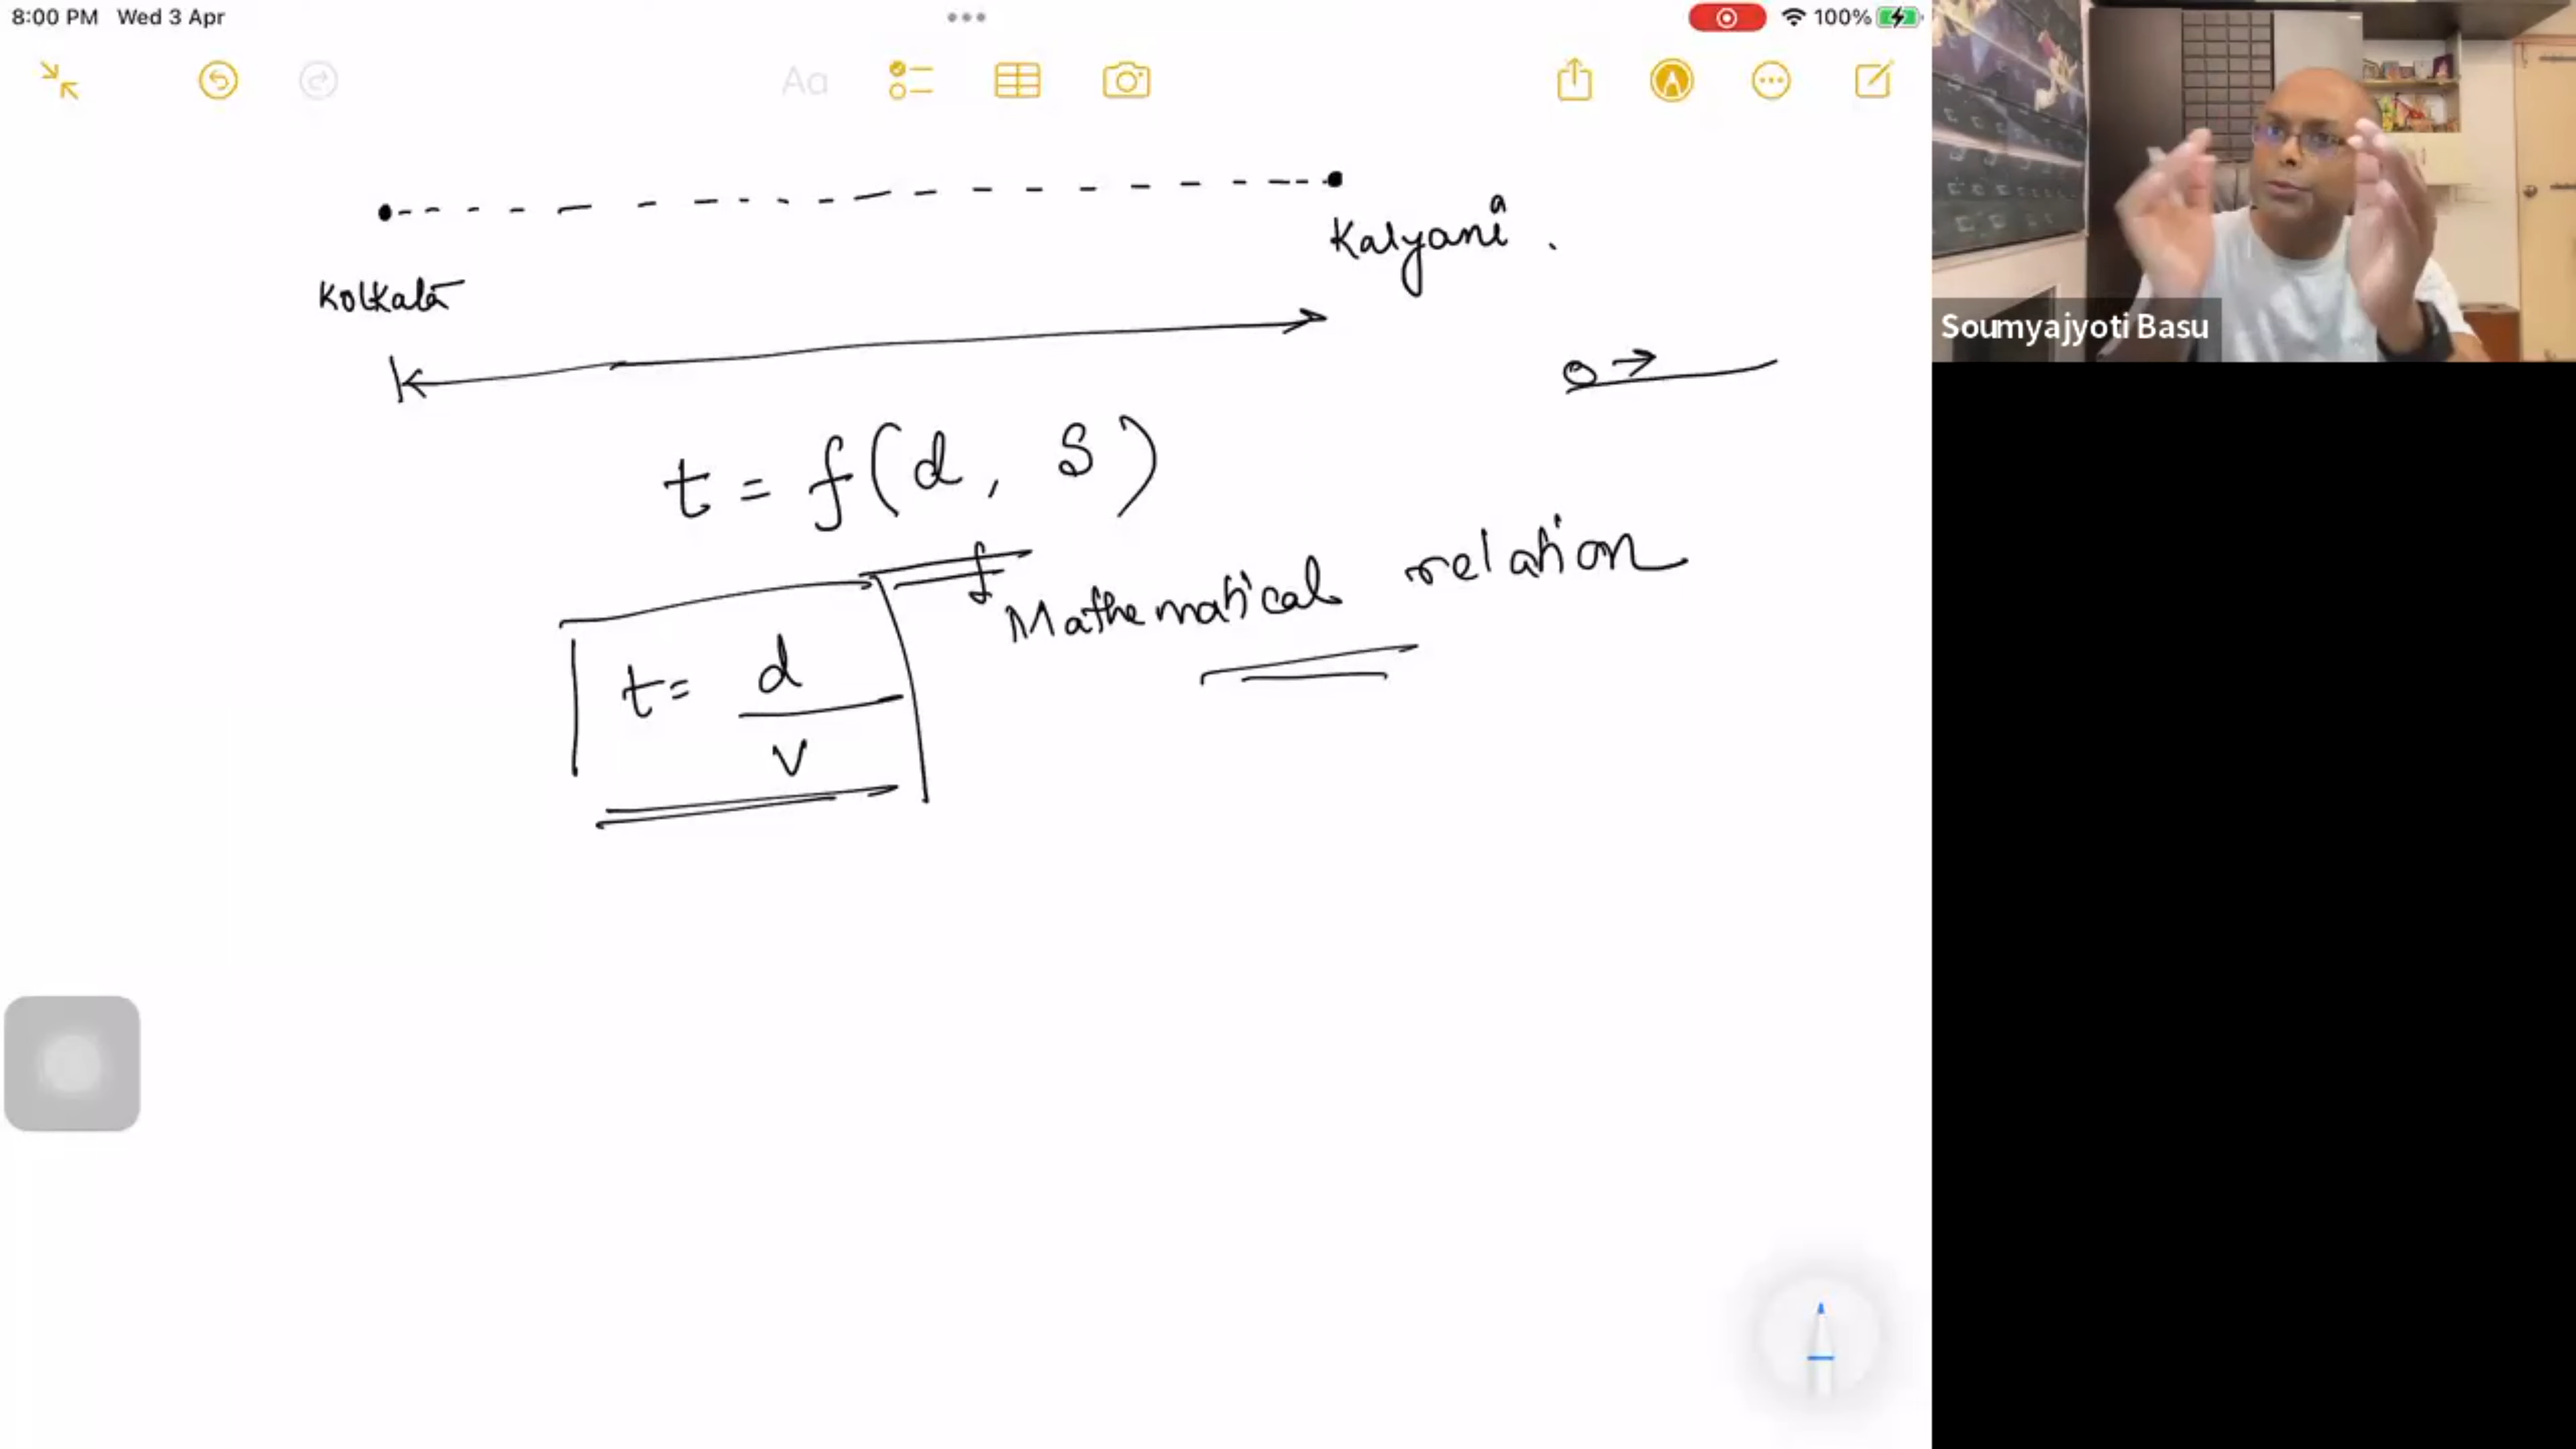 8:00 PM Wed 3 Apr
100%
Aa
Kolkata
Kalyani .
t = f(d, S)
f
Mathematical relation
t = d
v
Soumyajyoti Basu